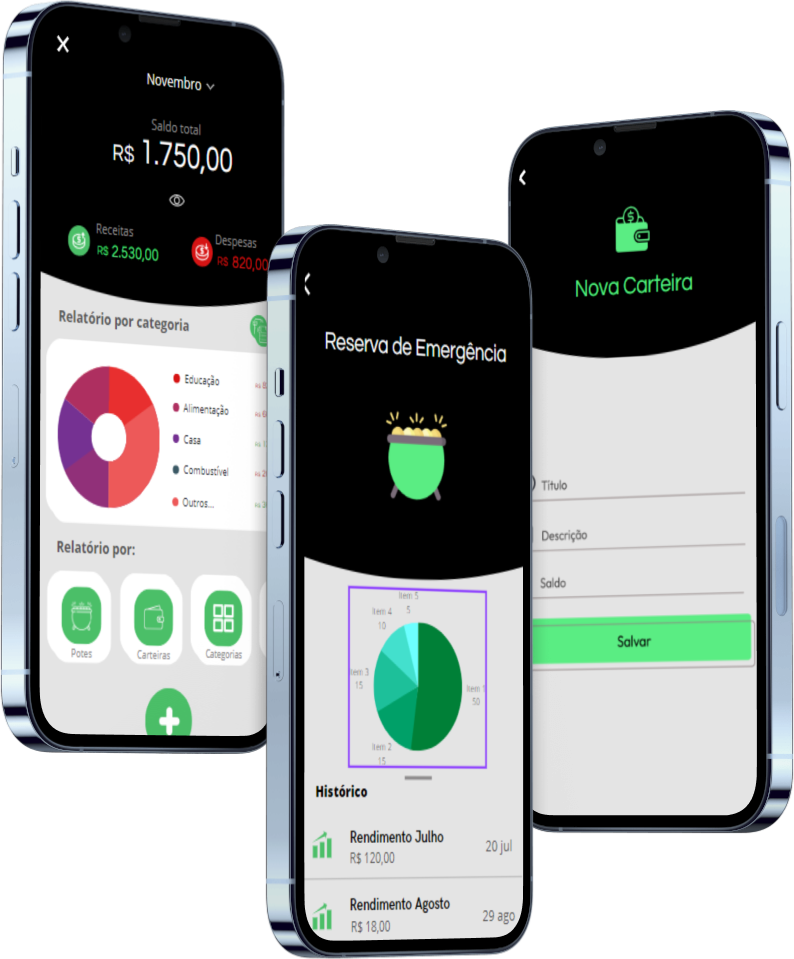 Novembro
Saldo total
R$ 1.750,00
Receitas
R$ 2.530,00
Despesas
R$ 820,00
Relatório por categoria
Educação
Alimentação
Casa
Combustível
Outros...
Relatório por:
Potes
Carteiras
Categorias
Reserva de Emergência
Item 5
5
Item 4
10
Item 3
15
Item 1
50
Item 2
15
Histórico
Rendimento Julho
R$ 120,00
20 jul
Rendimento Agosto
R$ 18,00
29 ago
Nova Carteira
Título
Descrição
Saldo
Salvar